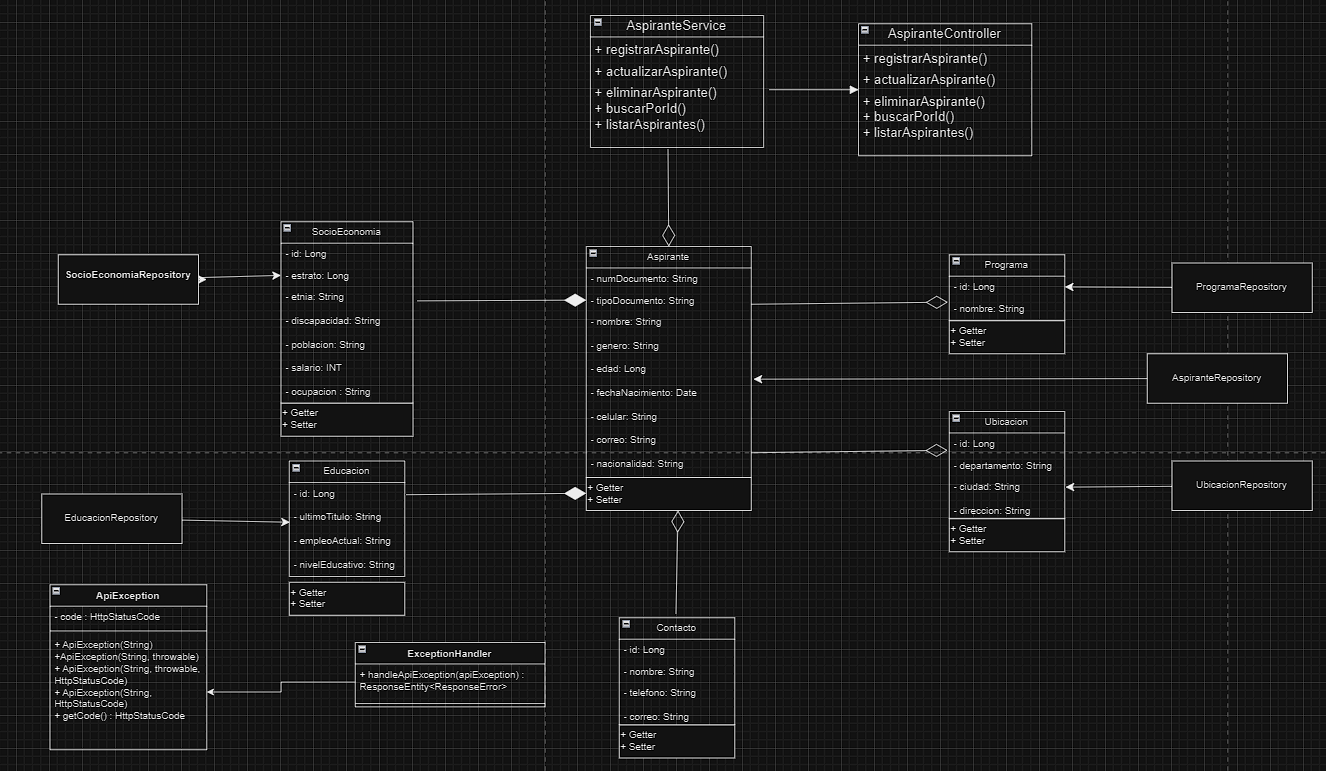 AspiranteService
+ registrarAspirante()
+ actualizarAspirante()
+ eliminarAspirante()
+ buscarPorId()
+ listarAspirantes()
AspiranteController
+ registrarAspirante()
+ actualizarAspirante()
+ eliminarAspirante()
+ buscarPorId()
+ listarAspirantes()
SocioEconomiaRepository
SocioEconomia
- id: Long
- estrato: Long
- etnia: String
- discapacidad: String
- poblacion: String
- salario: INT
- ocupacion : String
+ Getter
+ Setter
Aspirante
- numDocumento: String
- tipoDocumento: String
- nombre: String
- genero: String
- edad: Long
- fechaNacimiento: Date
- celular: String
- correo: String
- nacionalidad: String
+ Getter
+ Setter
Programa
- id: Long
- nombre: String
+ Getter
+ Setter
ProgramaRepository
AspiranteRepository
Ubicacion
- id: Long
- departamento: String
- ciudad: String
- direccion: String
+ Getter
+ Setter
UbicacionRepository
EducacionRepository
Educacion
- id: Long
- ultimoTitulo: String
- empleoActual: String
- nivelEducativo: String
+ Getter
+ Setter
ApiException
- code : HttpStatusCode
+ ApiException(String)
+ApiException(String, throwable)
+ ApiException(String, throwable,
HttpStatusCode)
+ ApiException(String,
HttpStatusCode)
+ getCode() : HttpStatusCode
ExceptionHandler
+ handleApiException(apiException) :
ResponseEntity<ResponseError>
Contacto
- id: Long
- nombre: String
- telefono: String
- correo: String
+ Getter
+ Setter